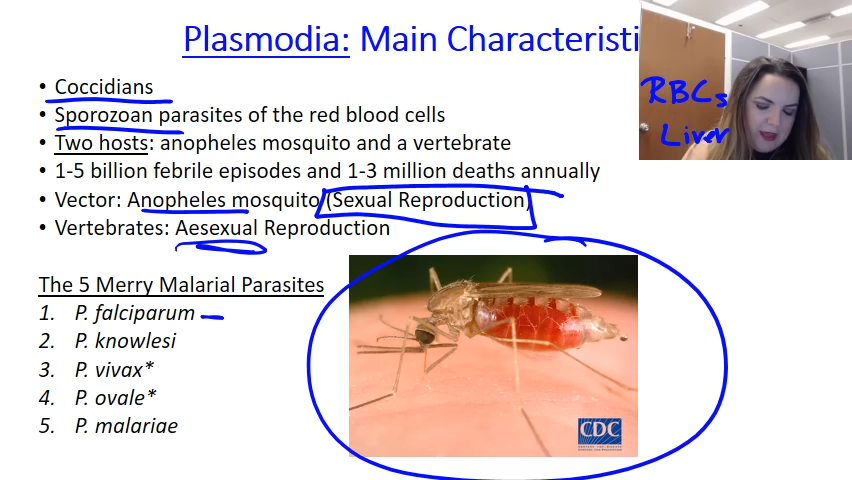 Plasmodia: Main Characteristi
RBCs
Liver
• Coccidians
• Sporozoan parasites of the red blood cells
• Two hosts: anopheles mosquito and a vertebrate
• 1-5 billion febrile episodes and 1-3 million deaths annually
• Vector: Anopheles mosquito (Sexual Reproduction)
• Vertebrates: Aesexual Reproduction
The 5 Merry Malarial Parasites
1. P. falciparum
2. P. knowlesi
3. P. vivax*
4. P. ovale*
5. P. malariae
CDC